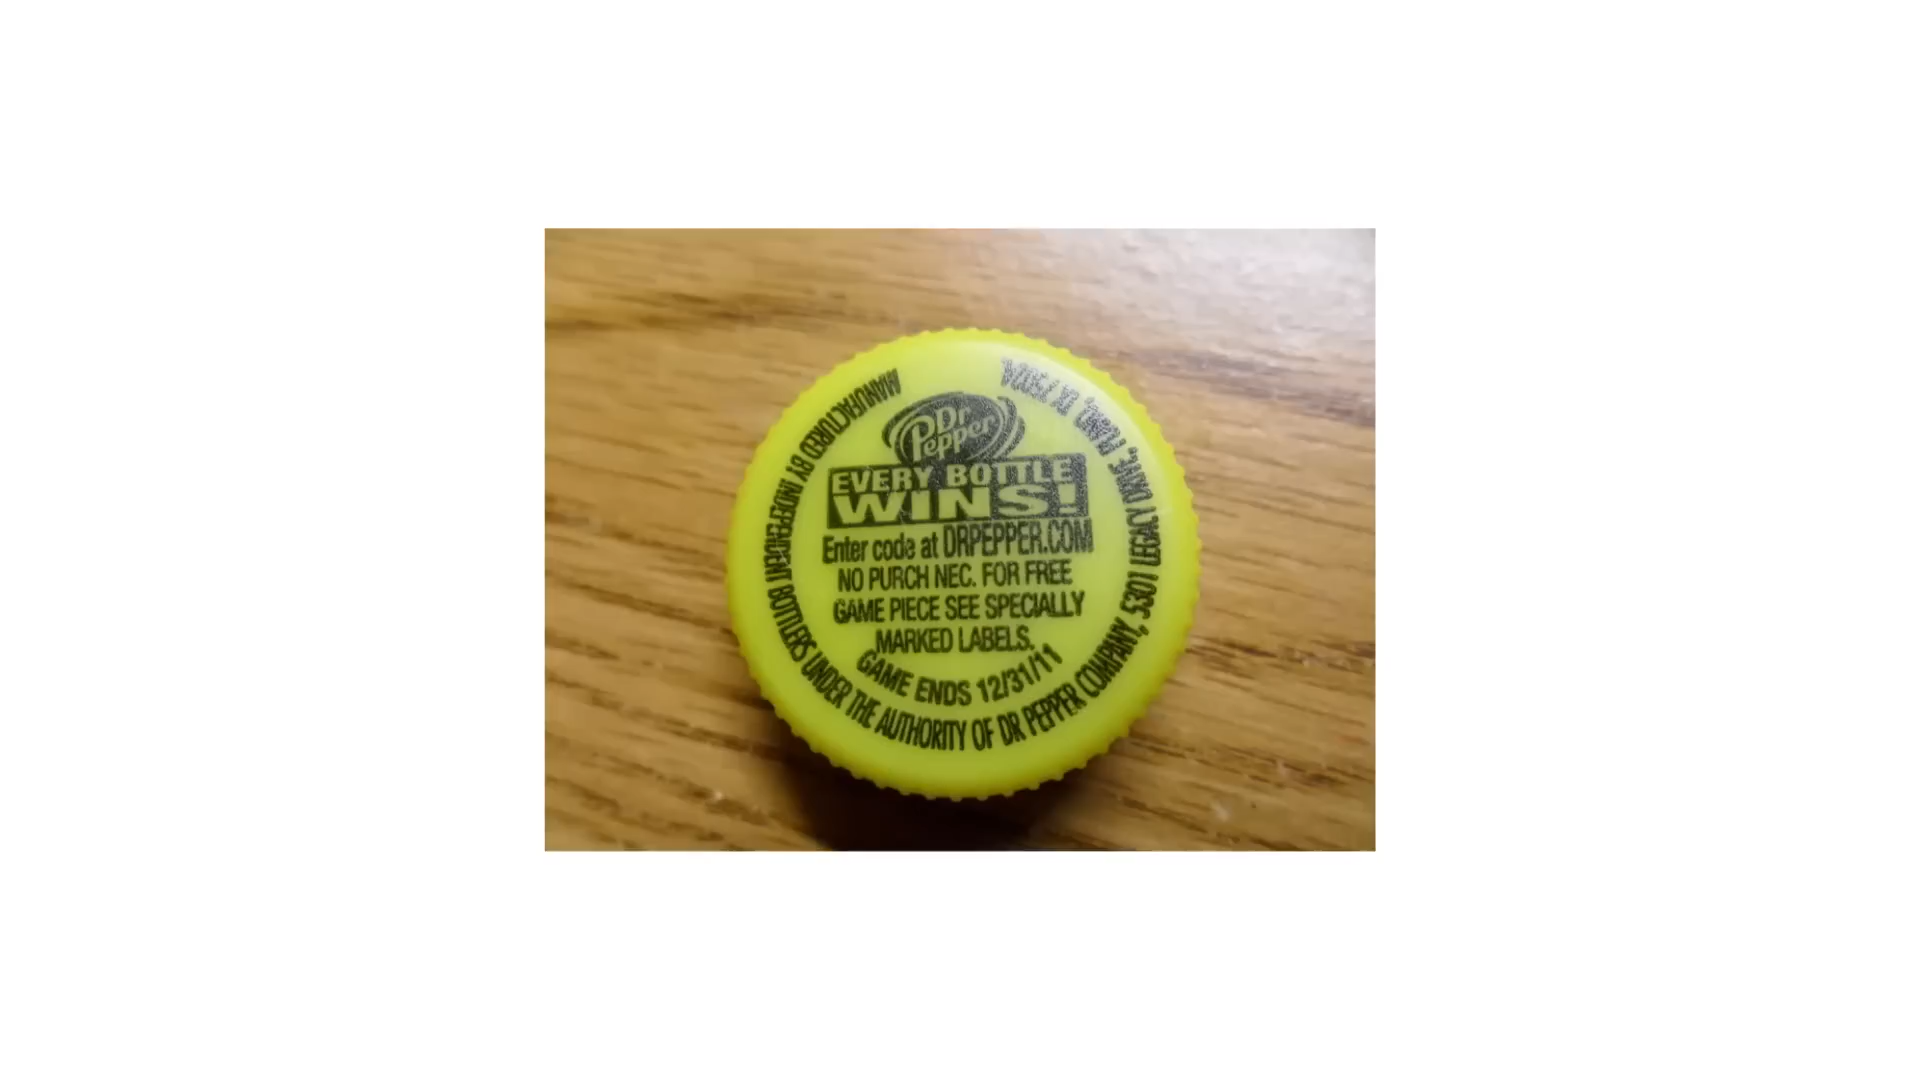 Dr
Pepper
EVERY BOTTLE
WINS!
Enter code at DRPEPPER.COM
NO PURCH NEC. FOR FREE
GAME PIECE SEE SPECIALLY
MARKED LABELS.
GAME ENDS 12/31/11
MANUFACTURED BY INDEPENDENT BOTTLERS UNDER THE AUTHORITY OF DR PEPPER COMPANY, 5301 LEGACY DRIVE, PLANO, TX